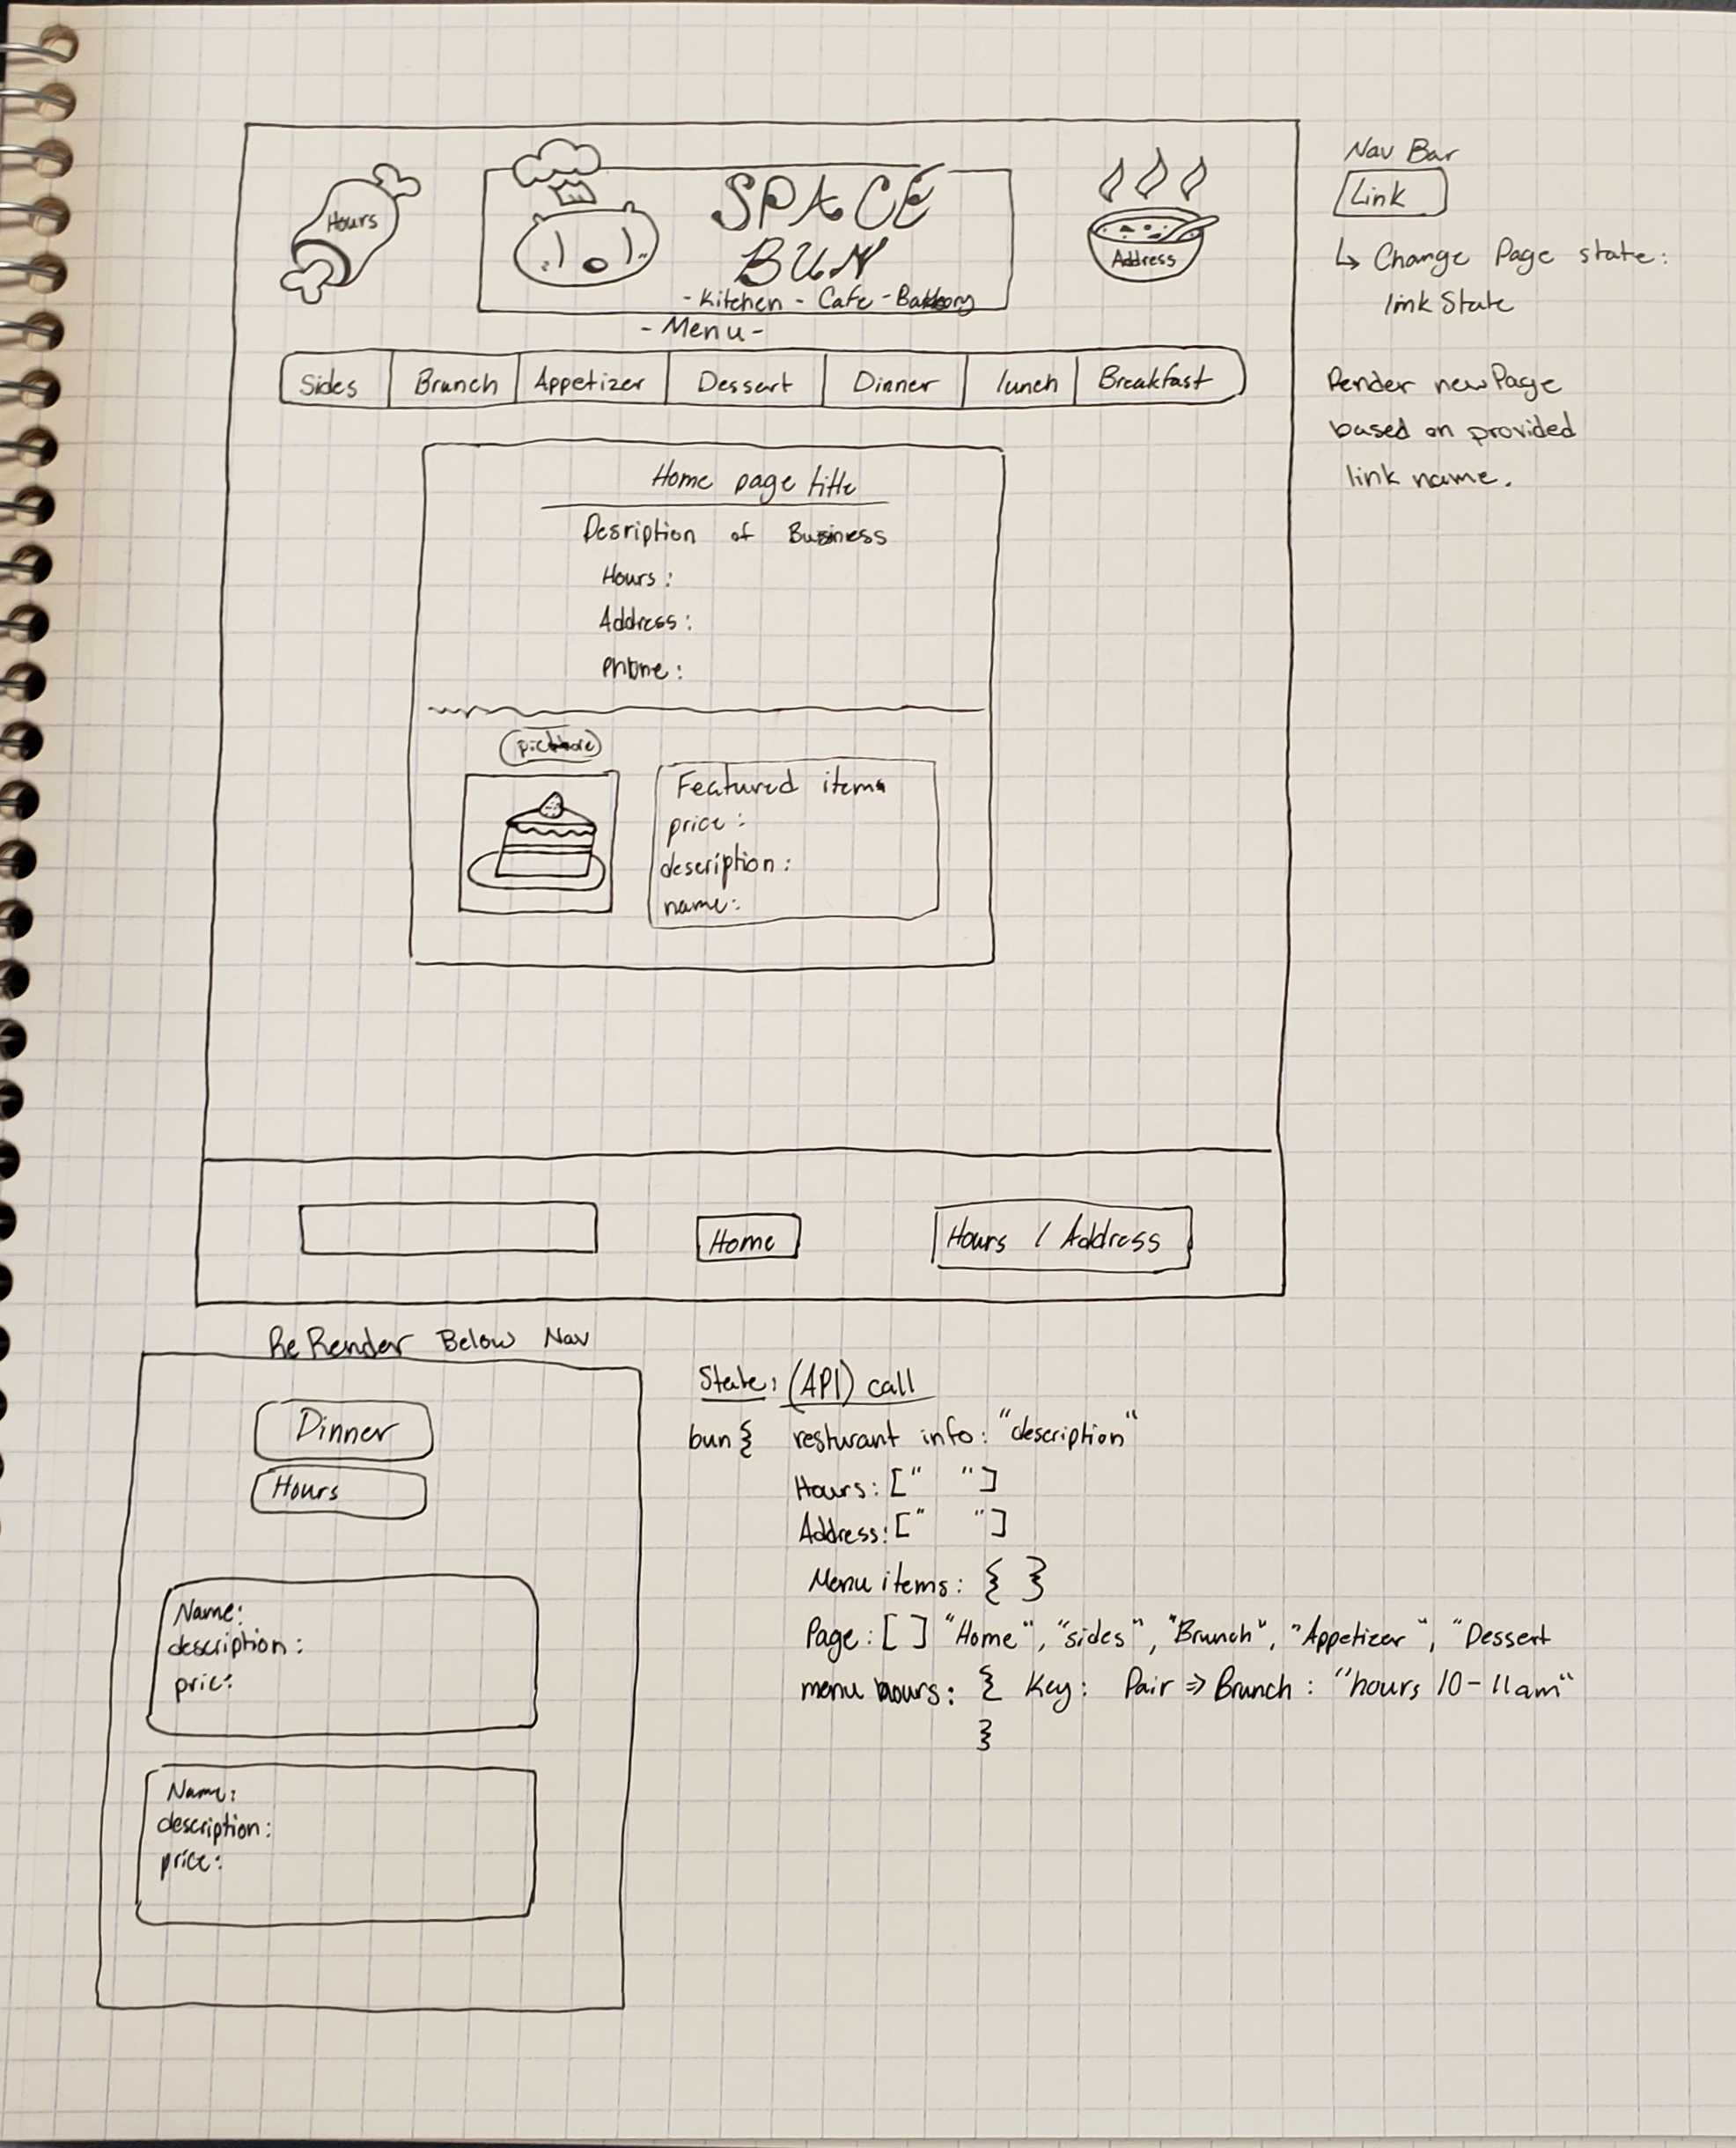 Hours
SPACE
BUN
- Kitchen - Cafe - Bakery
- Menu -
Address
Sides Brunch Appetizer Dessert Dinner lunch Breakfast
Home page title
Desription of Business
Hours :
Address :
Phone :
picture
Featured items
price :
description :
name :
Home
Hours / Address
Nav Bar
Link
↳ Change Page state :
link State
Render new Page
based on provided
link name.
ReRender Below Nav
Dinner
Hours
Name:
description :
pric:
Name:
description:
price:
State: (API) call
bun { resturant info: "description"
Hours: [" "]
Address: [" "]
Menu items: { }
Page: [ ] "Home", "sides", "Brunch", "Appetizer", "Dessert
menu hours: { Key: Pair => Brunch : "hours 10-11am"
}